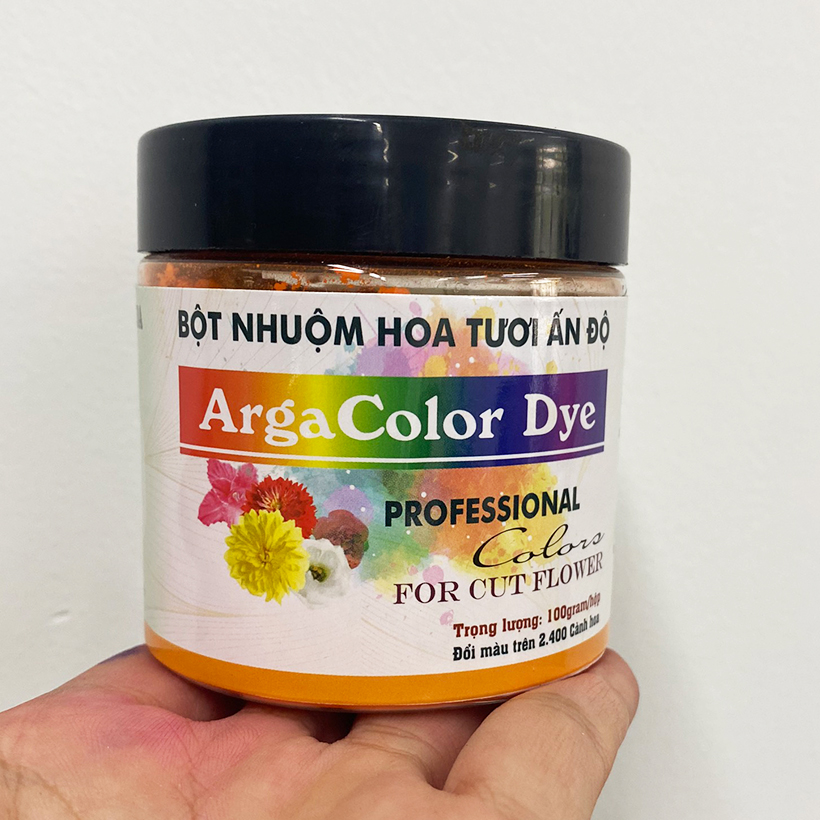 BỘT NHUỘM HOA TƯƠI ẤN ĐỘ
ArgaColor Dye
PROFESSIONAL
Colors
FOR CUT FLOWER
Trọng lượng: 100gram/hộp
Đổi màu trên 2.400 Cành hoa